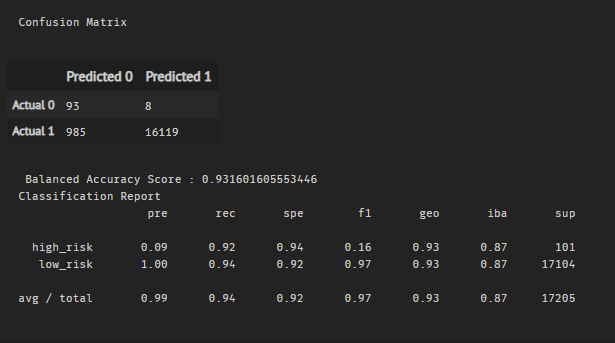 Confusion Matrix
Predicted 0 Predicted 1
Actual 0 93 8
Actual 1 985 16119
Balanced Accuracy Score : 0.931601605553446
Classification Report
pre rec spe f1 geo iba sup
high_risk 0.09 0.92 0.94 0.16 0.93 0.87 101
low_risk 1.00 0.94 0.92 0.97 0.93 0.87 17104
avg / total 0.99 0.94 0.92 0.97 0.93 0.87 17205